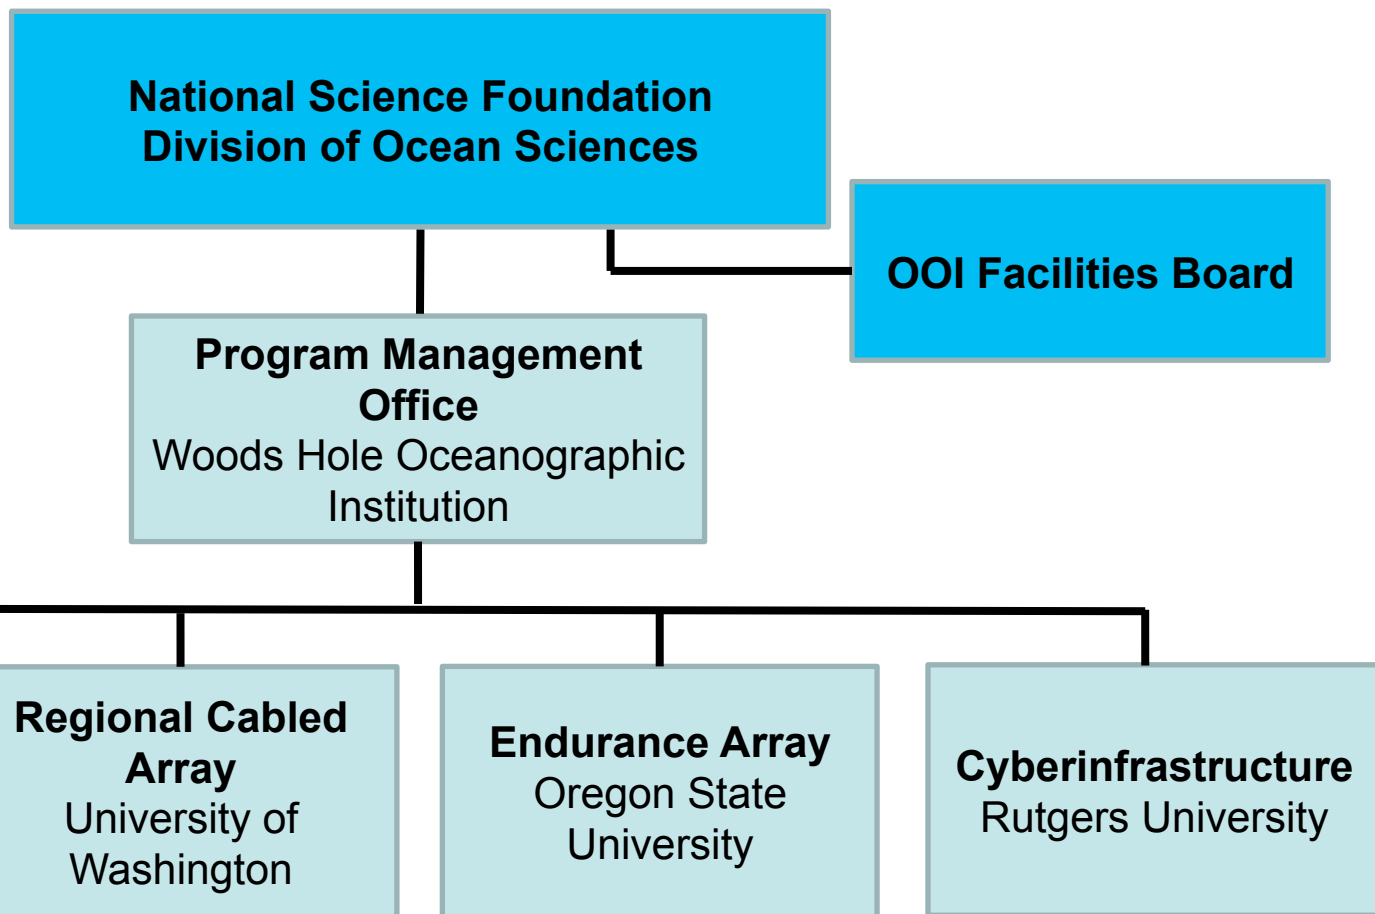 National Science Foundation
Division of Ocean Sciences
OOI Facilities Board
Program Management
Office
Woods Hole Oceanographic
Institution
Regional Cabled
Array
University of
Washington
Endurance Array
Oregon State
University
Cyberinfrastructure
Rutgers University